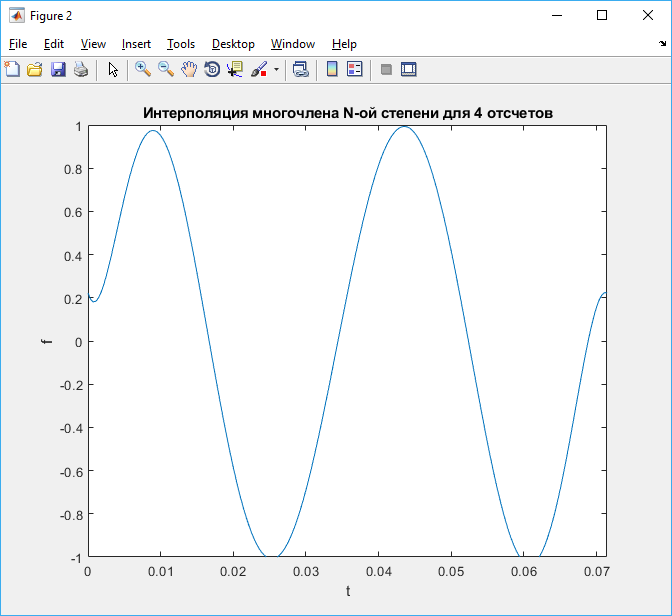 Figure 2
File Edit View Insert Tools Desktop Window Help
Интерполяция многочлена N-ой степени для 4 отсчетов
1
0.8
0.6
0.4
0.2
0
-0.2
-0.4
-0.6
-0.8
-1
f
0 0.01 0.02 0.03 0.04 0.05 0.06 0.07
t